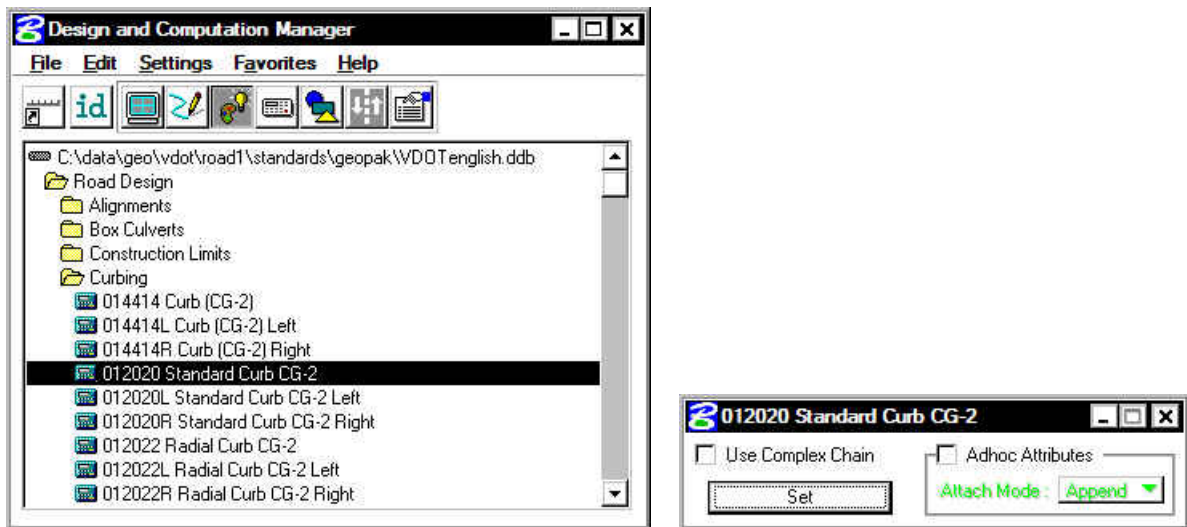 Design and Computation Manager
File Edit Settings Favorites Help
id
C:\data\geo\vdot\road1\standards\geopak\VDOTenglish.ddb
Road Design
Alignments
Box Culverts
Construction Limits
Curbing
014414 Curb (CG-2)
014414L Curb (CG-2) Left
014414R Curb (CG-2) Right
012020 Standard Curb CG-2
012020L Standard Curb CG-2 Left
012020R Standard Curb CG-2 Right
012022 Radial Curb CG-2
012022L Radial Curb CG-2 Left
012022R Radial Curb CG-2 Right
012020 Standard Curb CG-2
Use Complex Chain
Adhoc Attributes
Set
Attach Mode : Append